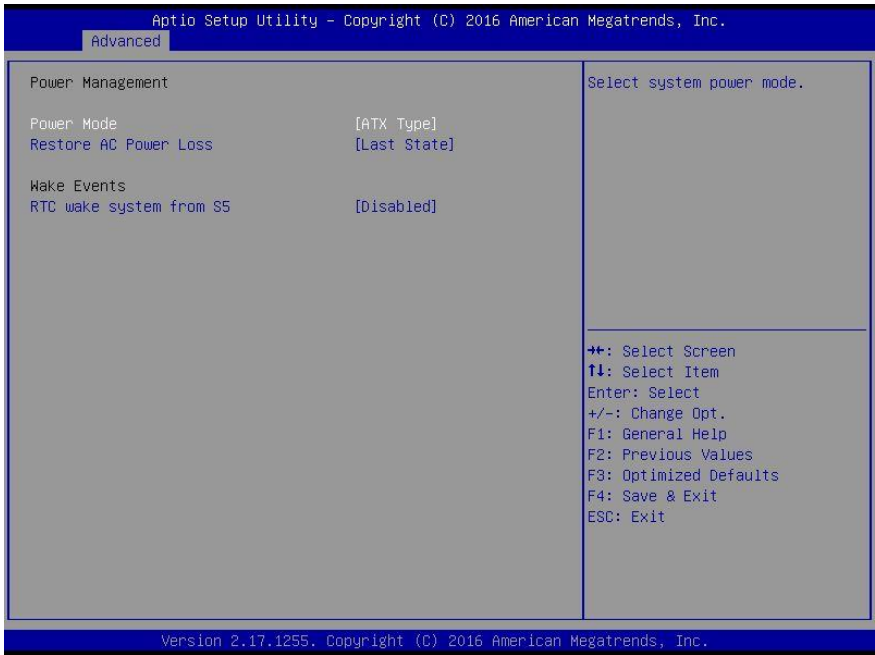 Aptio Setup Utility – Copyright (C) 2016 American Megatrends, Inc.
Advanced
Power Management
Power Mode [ATX Type]
Restore AC Power Loss [Last State]
Wake Events
RTC wake system from S5 [Disabled]
Select system power mode.
→←: Select Screen
↑↓: Select Item
Enter: Select
+/-: Change Opt.
F1: General Help
F2: Previous Values
F3: Optimized Defaults
F4: Save & Exit
ESC: Exit
Version 2.17.1255. Copyright (C) 2016 American Megatrends, Inc.